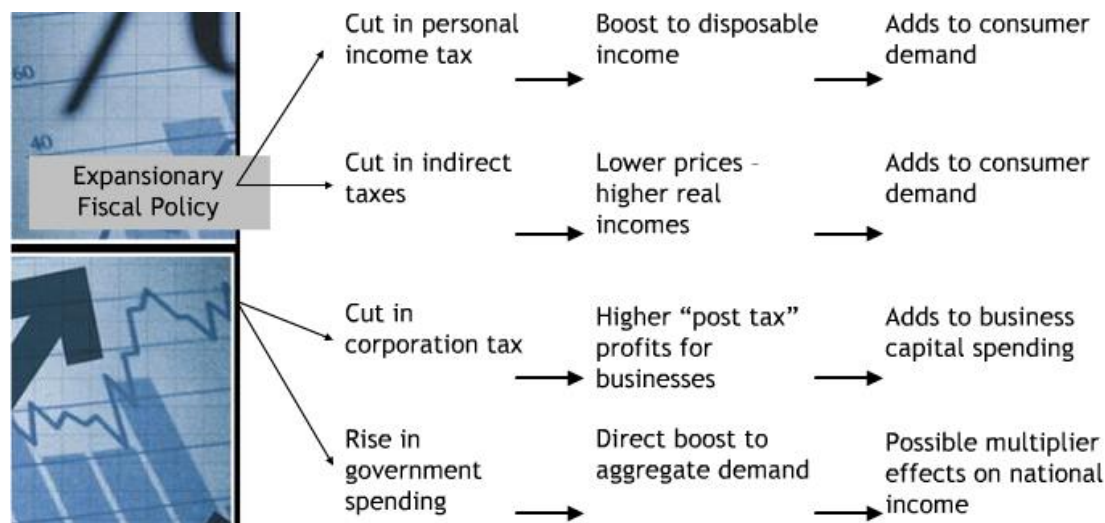 Cut in personal
income tax
Boost to disposable
income
Adds to consumer
demand
60
40
Expansionary
Fiscal Policy
Cut in indirect
taxes
Lower prices –
higher real
incomes
Adds to consumer
demand
Cut in
corporation tax
Higher “post tax”
profits for
businesses
Adds to business
capital spending
Rise in
government
spending
Direct boost to
aggregate demand
Possible multiplier
effects on national
income